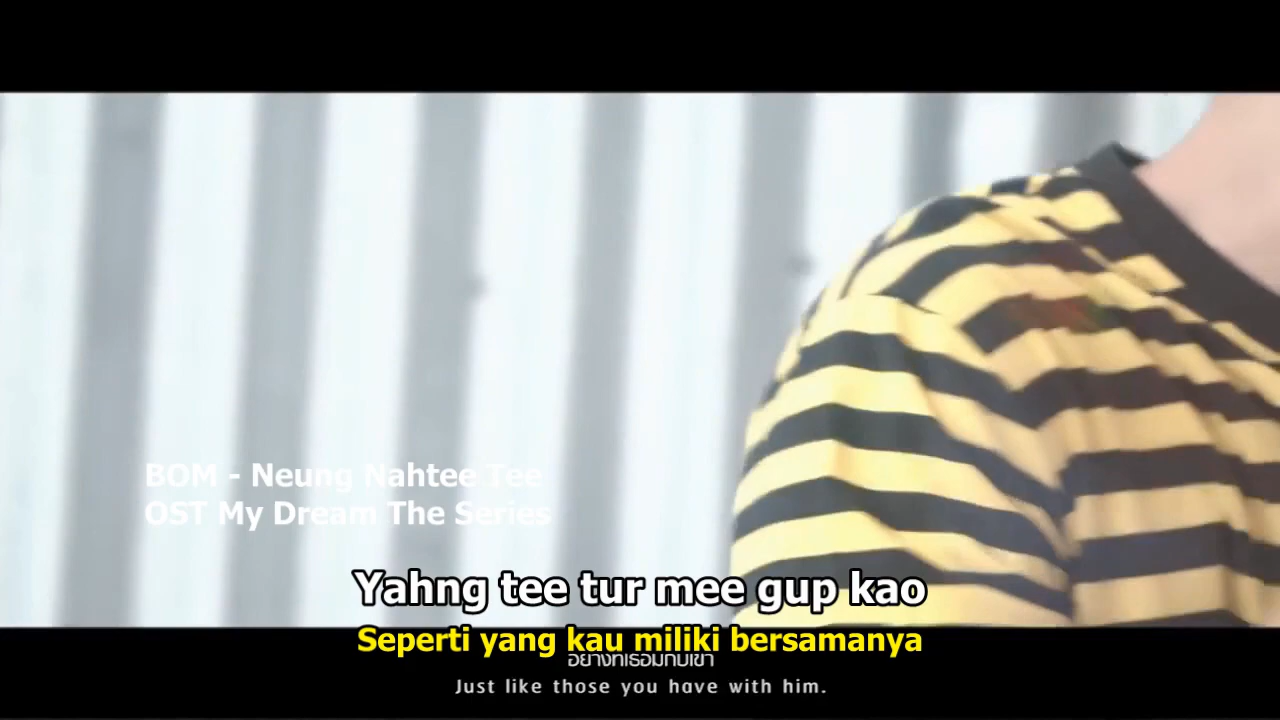 BOM - Neung Nahtee Tee
OST My Dream The Series
Yahng tee tur mee gup kao
Seperti yang kau miliki bersamanya
อย่างที่เธอมีกับเขา
Just like those you have with him.